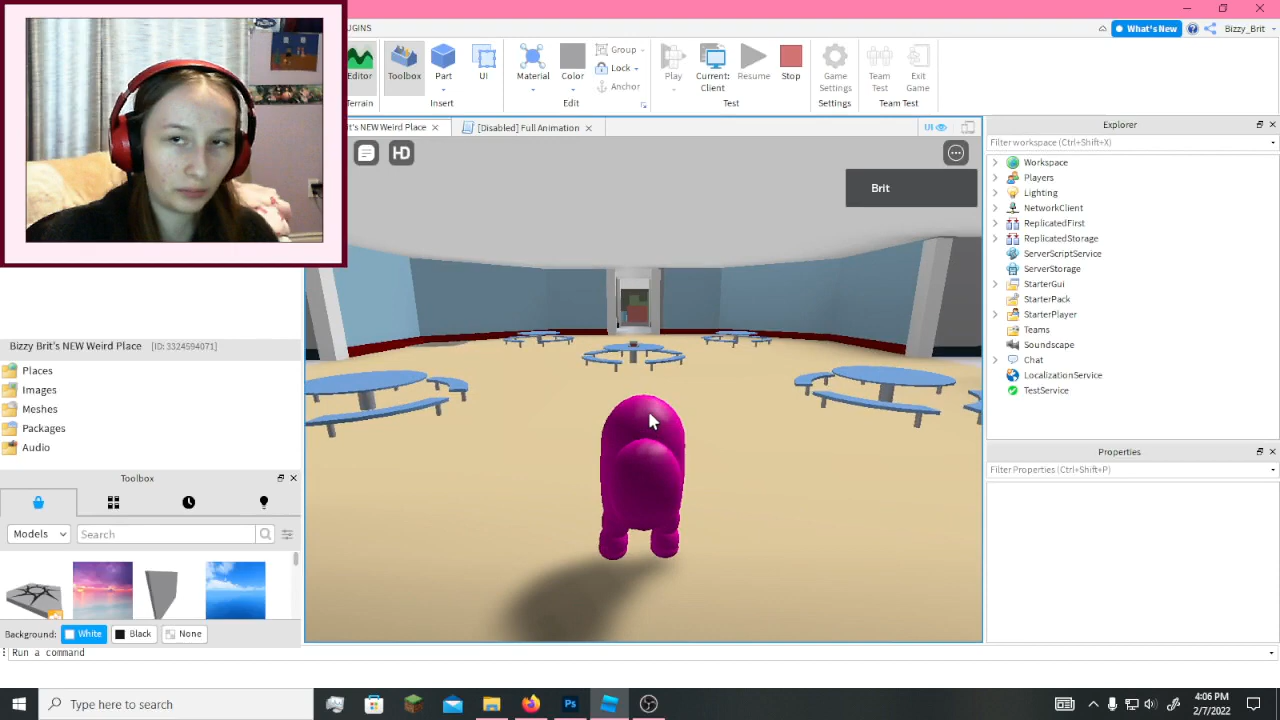 UGINS
What's New
Bizzy_Brit
Editor
Toolbox
Part
UI
Material
Color
Group
Lock
Anchor
Play
Current:
Client
Resume
Stop
Game
Settings
Team
Test
Exit
Game
Terrain
Insert
Edit
Test
Settings
Team Test
t's NEW Weird Place
[Disabled] Full Animation
UI
Explorer
Filter workspace (Ctrl+Shift+X)
HD
Brit
Workspace
Players
Lighting
NetworkClient
ReplicatedFirst
ReplicatedStorage
ServerScriptService
ServerStorage
StarterGui
StarterPack
StarterPlayer
Teams
Soundscape
Chat
LocalizationService
TestService
Bizzy Brit's NEW Weird Place [ID: 3324594071]
Places
Images
Meshes
Packages
Audio
Properties
Filter Properties (Ctrl+Shift+P)
Toolbox
Models
Search
Background: White Black None
Run a command
Type here to search
Ps
4:06 PM
2/7/2022